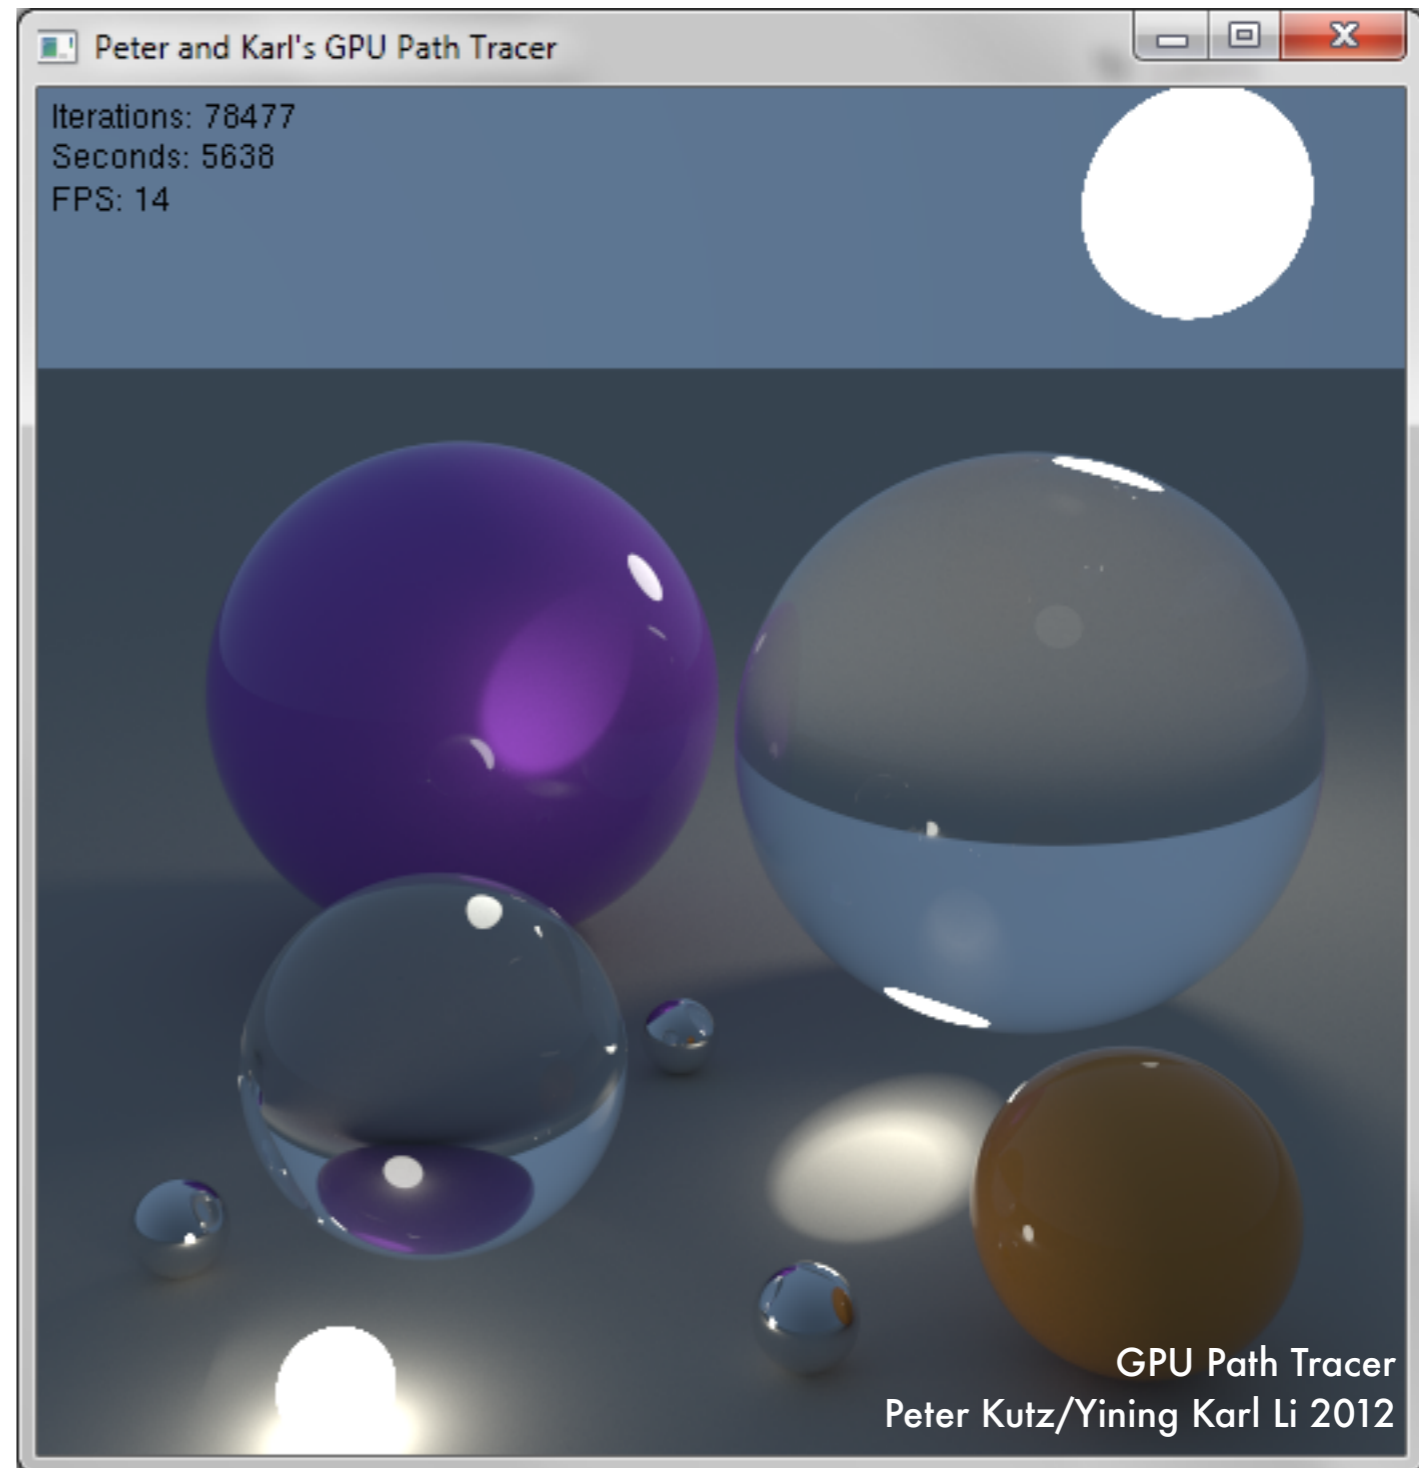 Peter and Karl's GPU Path Tracer
Iterations: 78477
Seconds: 5638
FPS: 14
GPU Path Tracer
Peter Kutz/Yining Karl Li 2012